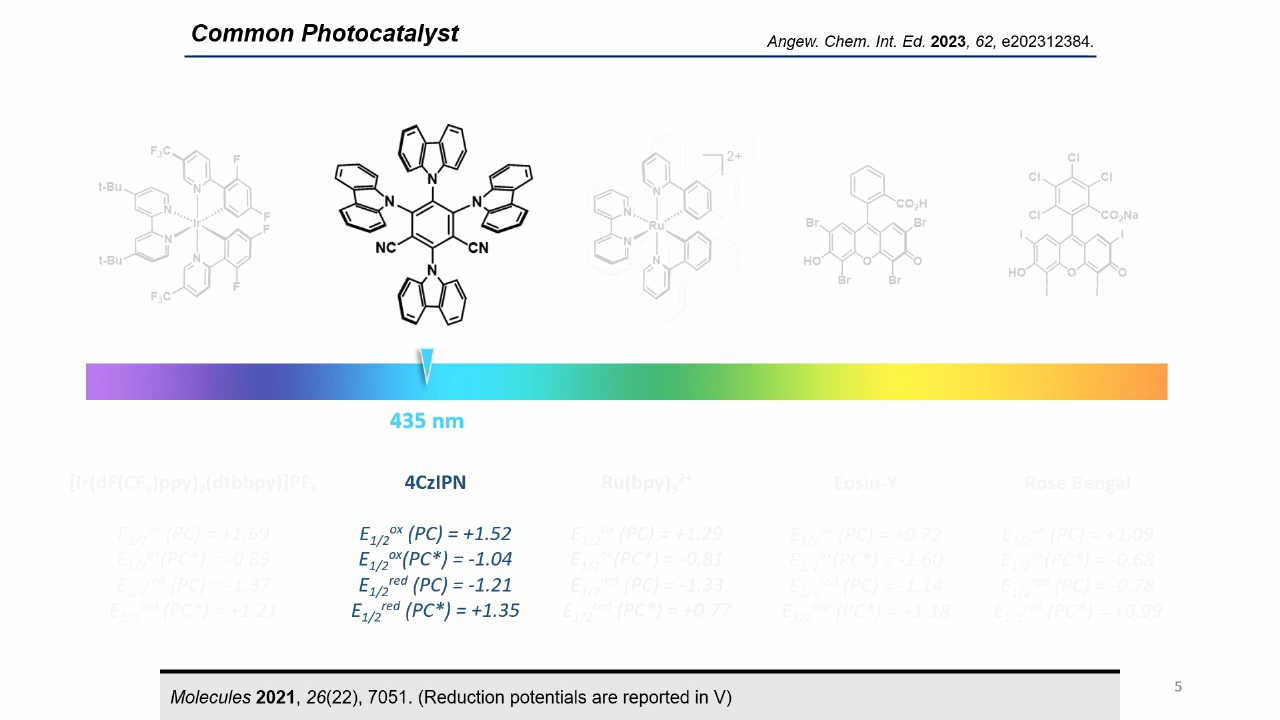 Common Photocatalyst
Angew. Chem. Int. Ed. 2023, 62, e202312384.
F₃C
F
t-Bu
N
F
F
Ir
N
N
t-Bu
N
F₃C
F
N
N
N
NC
CN
N
2+
N
N
Ru
N
N
CO₂H
Br
Br
HO
O
O
Br
Br
Cl
Cl
Cl
Cl
CO₂Na
I
I
HO
O
O
I
I
435 nm
[Ir(dF(CF₃)ppy)₂(dtbbpy)]PF₆
4CzIPN
Ru(bpy)₃²⁺
Eosin-Y
Rose Bengal
E₁/₂ᵒˣ (PC) = +1.69
E₁/₂ᵒˣ(PC*) = -0.89
E₁/₂ʳᵉᵈ (PC) = -1.37
E₁/₂ʳᵉᵈ (PC*) = +1.21
E₁/₂ᵒˣ (PC) = +1.52
E₁/₂ᵒˣ(PC*) = -1.04
E₁/₂ʳᵉᵈ (PC) = -1.21
E₁/₂ʳᵉᵈ (PC*) = +1.35
E₁/₂ᵒˣ (PC) = +1.29
E₁/₂ᵒˣ(PC*) = -0.81
E₁/₂ʳᵉᵈ (PC) = -1.33
E₁/₂ʳᵉᵈ (PC*) = +0.77
E₁/₂ᵒˣ (PC) = +0.72
E₁/₂ᵒˣ(PC*) = -1.60
E₁/₂ʳᵉᵈ (PC) = -1.14
E₁/₂ʳᵉᵈ (PC*) = +1.18
E₁/₂ᵒˣ (PC) = +1.09
E₁/₂ᵒˣ(PC*) = -0.68
E₁/₂ʳᵉᵈ (PC) = -0.78
E₁/₂ʳᵉᵈ (PC*) = +0.99
Molecules 2021, 26(22), 7051. (Reduction potentials are reported in V)
5